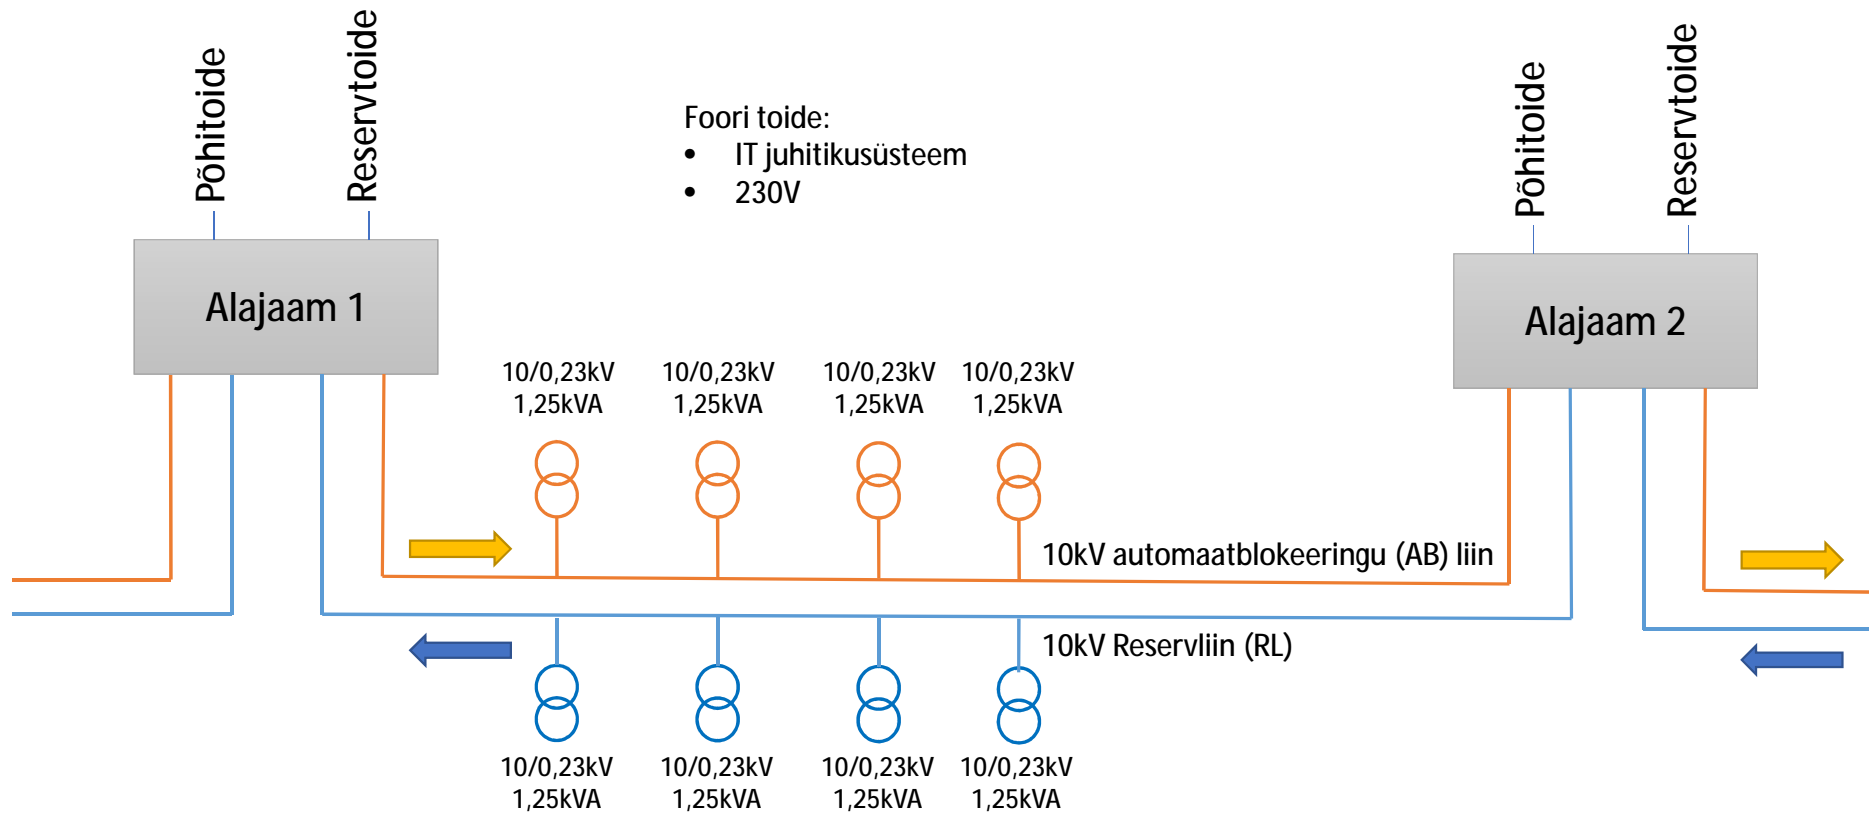 Põhitoide
Reservtoide
Foori toide:
• IT juhitikusüsteem
• 230V
Põhitoide
Reservtoide
Alajaam 1
Alajaam 2
10/0,23kV
1,25kVA
10/0,23kV
1,25kVA
10/0,23kV
1,25kVA
10/0,23kV
1,25kVA
10kV automaatblokeeringu (AB) liin
10kV Reservliin (RL)
10/0,23kV
1,25kVA
10/0,23kV
1,25kVA
10/0,23kV
1,25kVA
10/0,23kV
1,25kVA